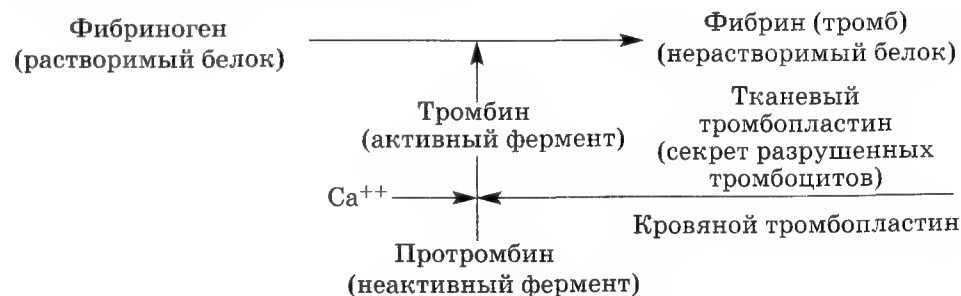 Фибриноген
(растворимый белок)
Фибрин (тромб)
(нерастворимый белок)
Тромбин
(активный фермент)
Тканевый
тромбопластин
(секрет разрушенных
тромбоцитов)
Ca++
Кровяной тромбопластин
Протромбин
(неактивный фермент)